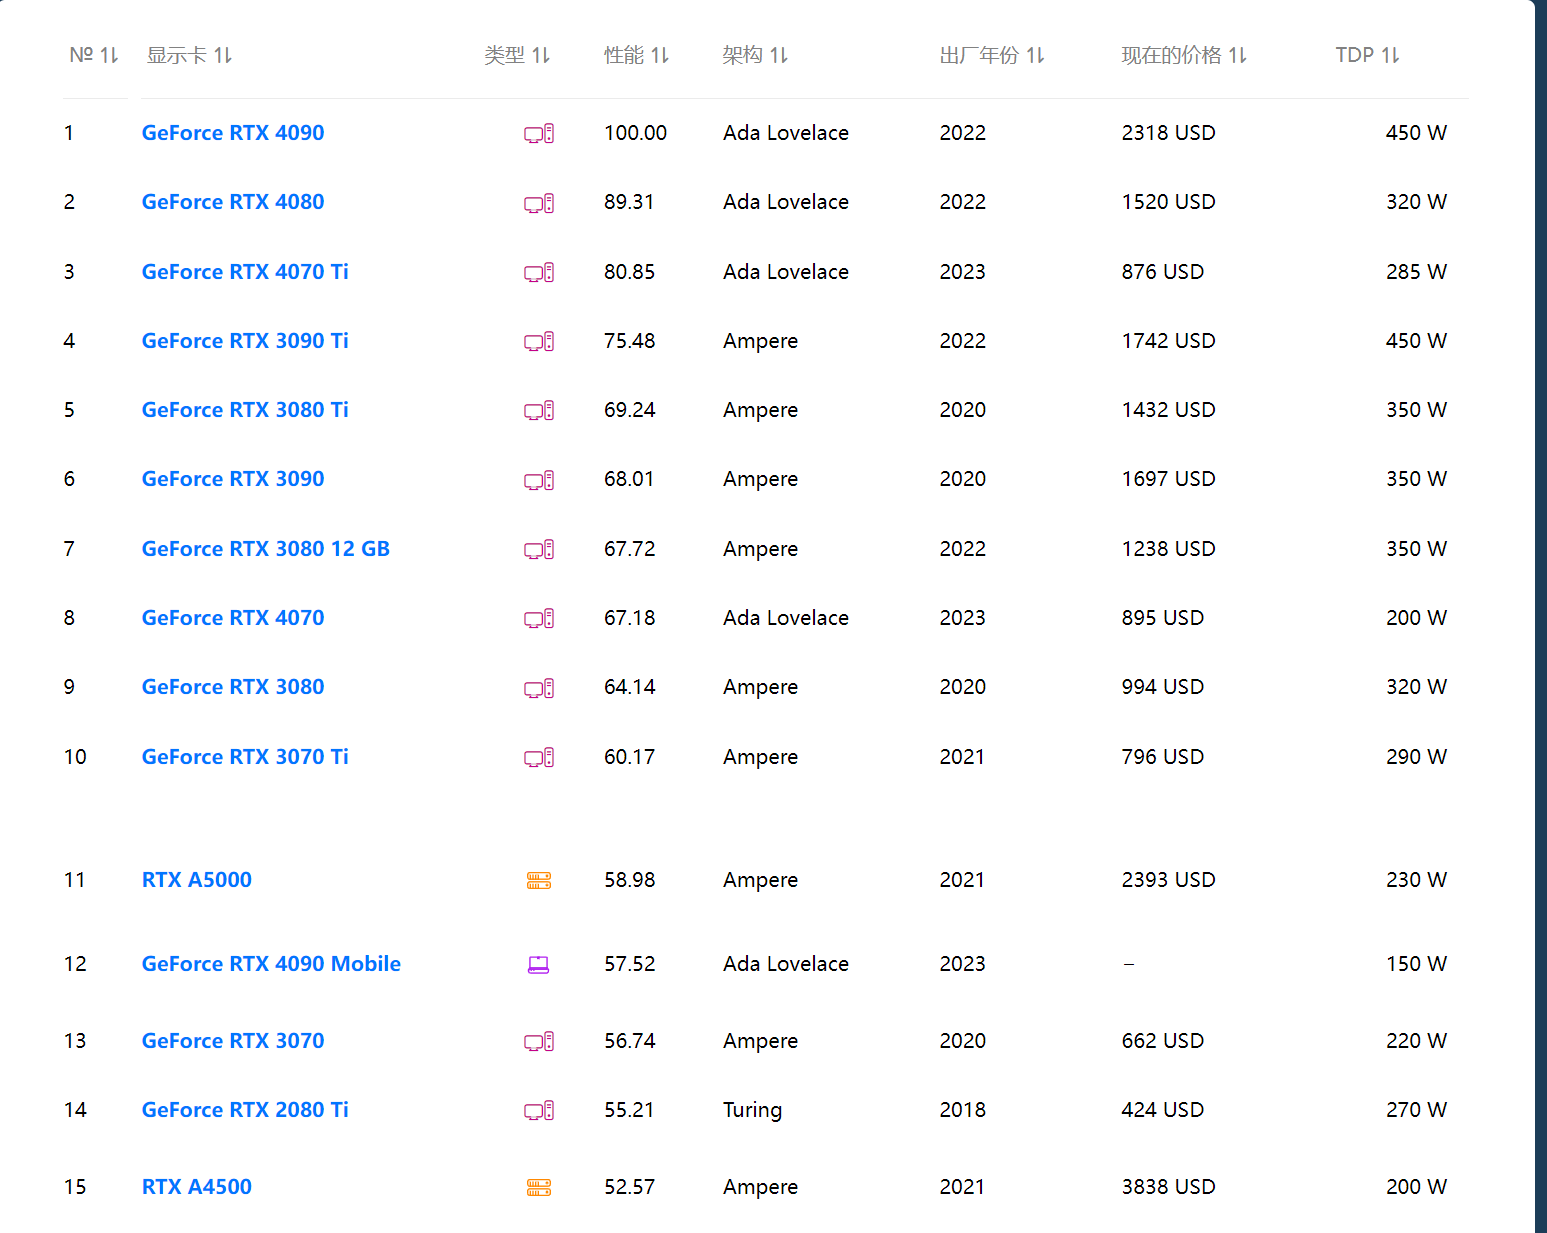 № 显示卡 类型 性能 架构 出厂年份 现在的价格 TDP
1 GeForce RTX 4090 100.00 Ada Lovelace 2022 2318 USD 450 W
2 GeForce RTX 4080 89.31 Ada Lovelace 2022 1520 USD 320 W
3 GeForce RTX 4070 Ti 80.85 Ada Lovelace 2023 876 USD 285 W
4 GeForce RTX 3090 Ti 75.48 Ampere 2022 1742 USD 450 W
5 GeForce RTX 3080 Ti 69.24 Ampere 2020 1432 USD 350 W
6 GeForce RTX 3090 68.01 Ampere 2020 1697 USD 350 W
7 GeForce RTX 3080 12 GB 67.72 Ampere 2022 1238 USD 350 W
8 GeForce RTX 4070 67.18 Ada Lovelace 2023 895 USD 200 W
9 GeForce RTX 3080 64.14 Ampere 2020 994 USD 320 W
10 GeForce RTX 3070 Ti 60.17 Ampere 2021 796 USD 290 W
11 RTX A5000 58.98 Ampere 2021 2393 USD 230 W
12 GeForce RTX 4090 Mobile 57.52 Ada Lovelace 2023 – 150 W
13 GeForce RTX 3070 56.74 Ampere 2020 662 USD 220 W
14 GeForce RTX 2080 Ti 55.21 Turing 2018 424 USD 270 W
15 RTX A4500 52.57 Ampere 2021 3838 USD 200 W